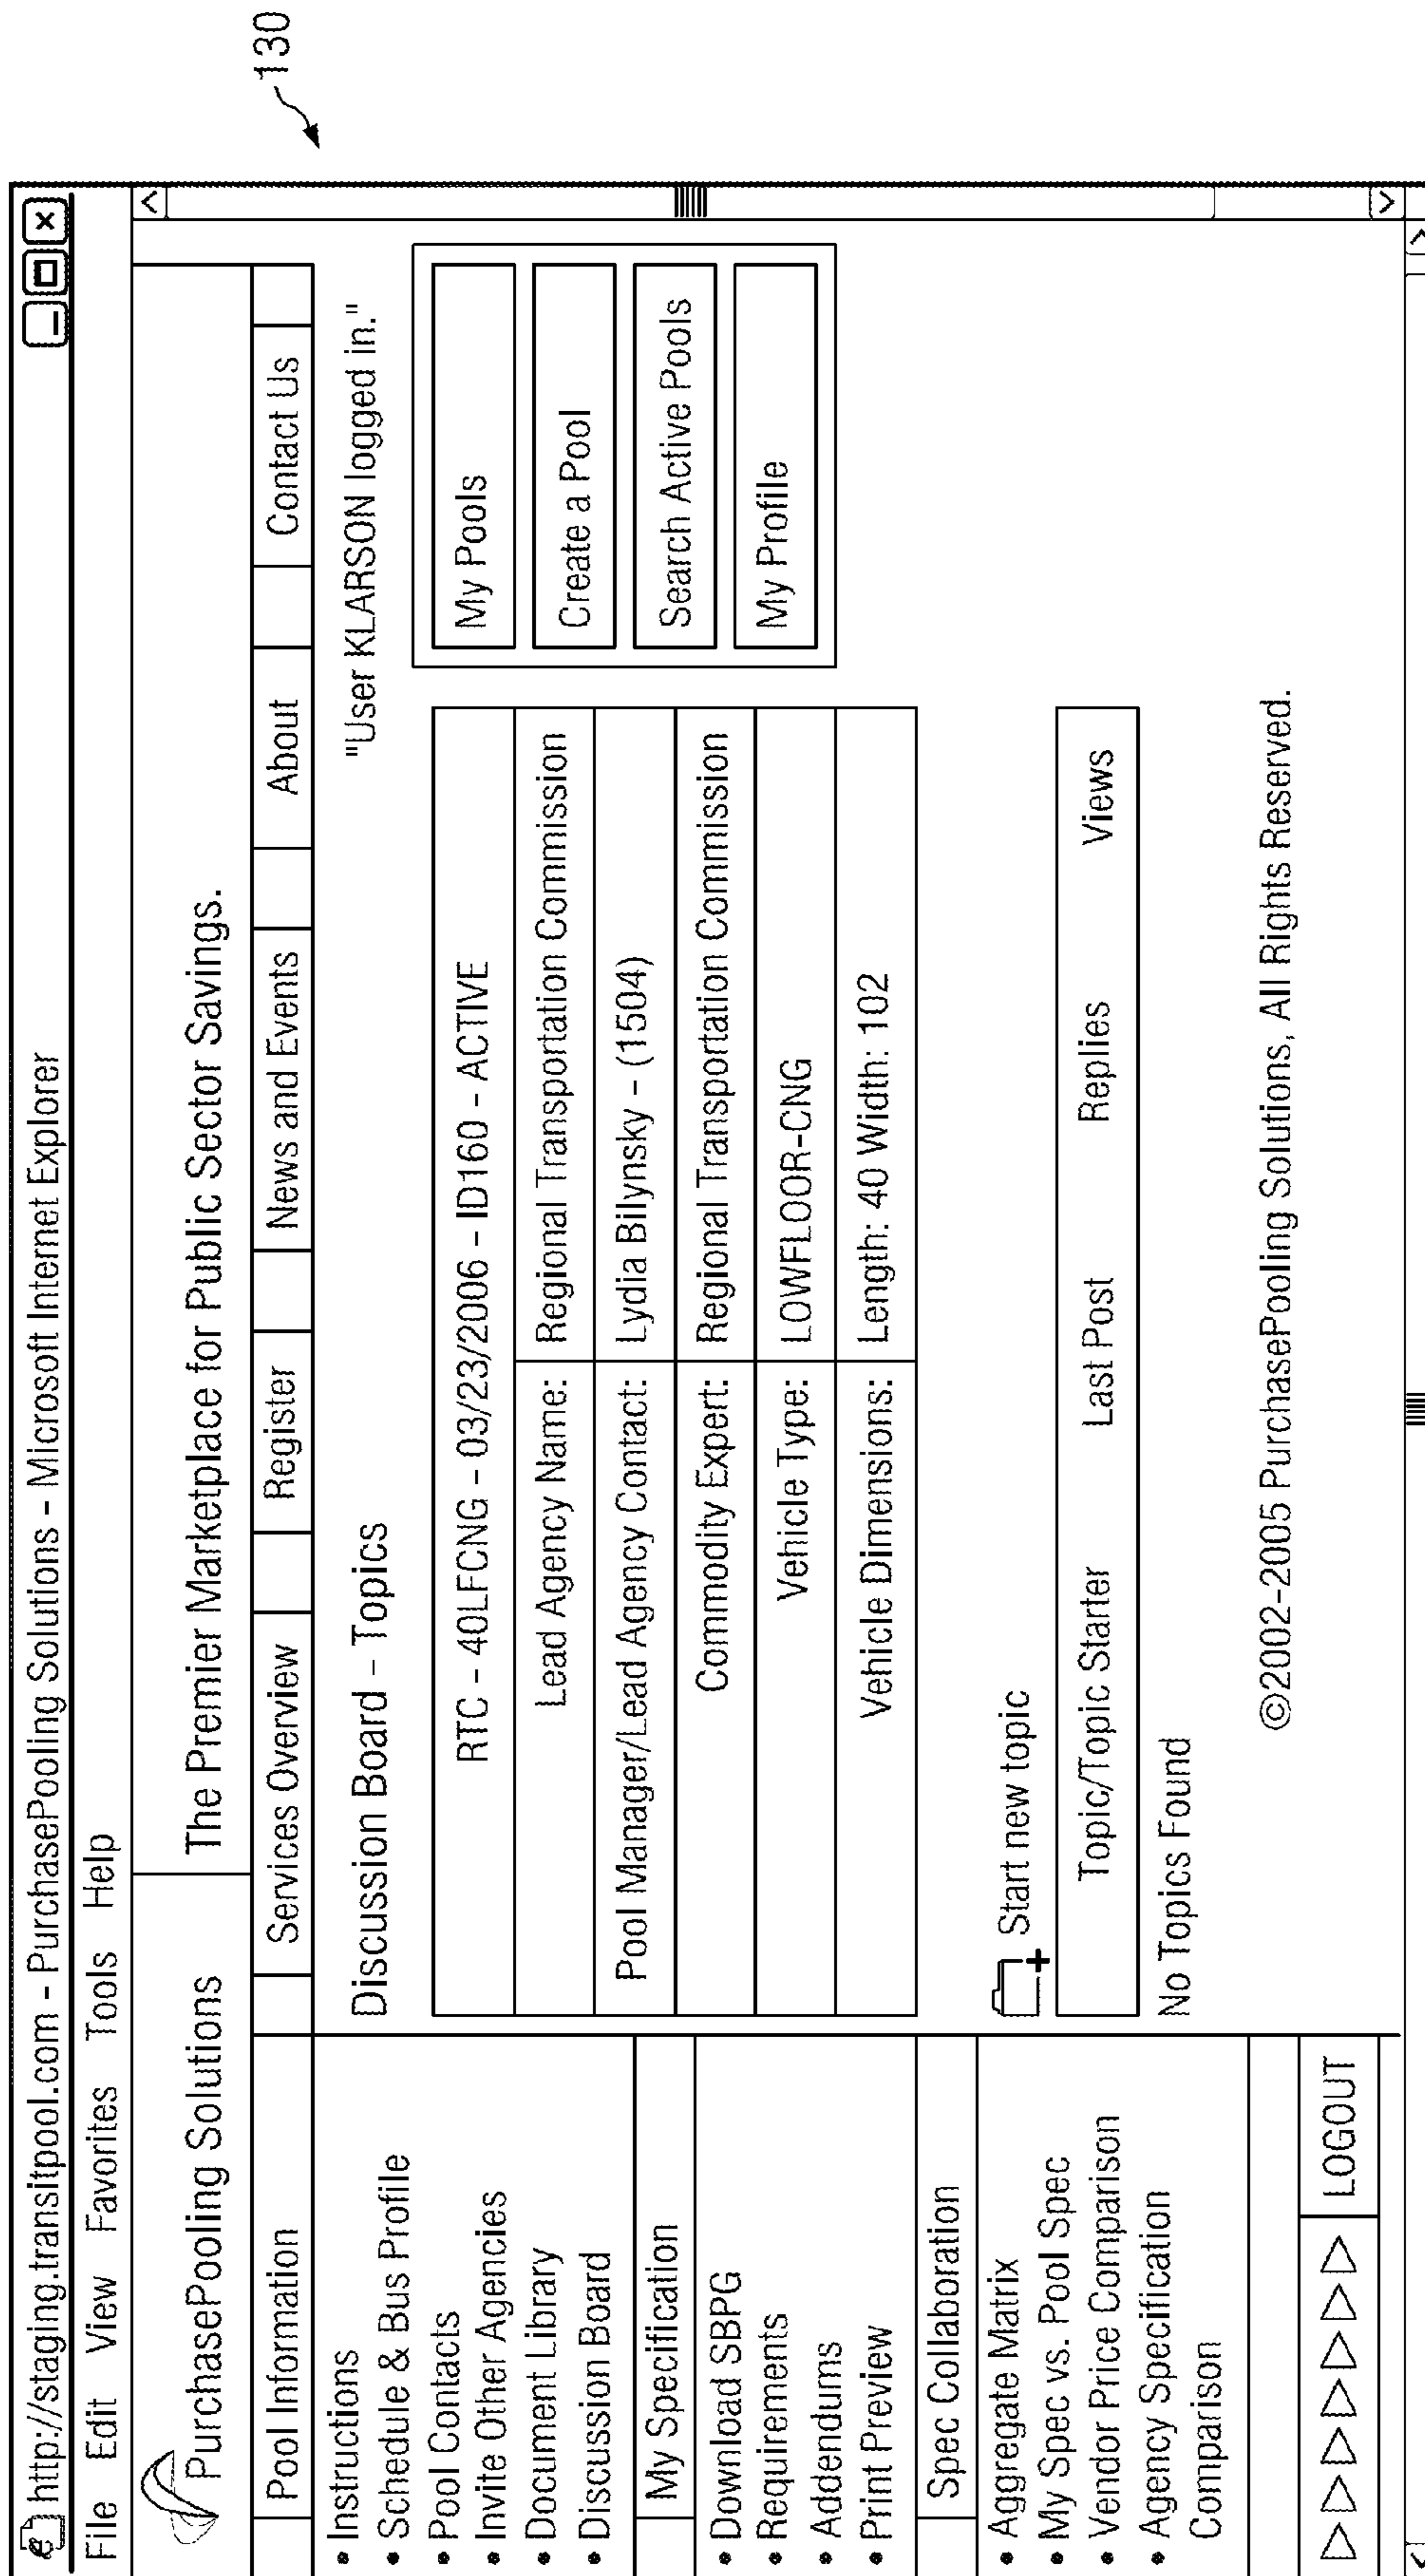 http://staging.transitpool.com - PurchasePooling Solutions - Microsoft Internet Explorer
File Edit View Favorites Tools Help
PurchasePooling Solutions
The Premier Marketplace for Public Sector Savings.
Pool Information
Services Overview
Register
News and Events
About
Contact Us
• Instructions
• Schedule & Bus Profile
• Pool Contacts
• Invite Other Agencies
• Document Library
• Discussion Board
My Specification
• Download SBPG
• Requirements
• Addendums
• Print Preview
Spec Collaboration
• Aggregate Matrix
• My Spec vs. Pool Spec
• Vendor Price Comparison
• Agency Specification
Comparison
LOGOUT
"User KLARSON logged in."
Discussion Board – Topics
RTC - 40LFCNG - 03/23/2006 - ID160 - ACTIVE
Lead Agency Name: Regional Transportation Commission
Pool Manager/Lead Agency Contact: Lydia Bilynsky - (1504)
Commodity Expert: Regional Transportation Commission
Vehicle Type: LOWFLOOR-CNG
Vehicle Dimensions: Length: 40 Width: 102
My Pools
Create a Pool
Search Active Pools
My Profile
Start new topic
Topic/Topic Starter Last Post Replies Views
No Topics Found
©2002-2005 PurchasePooling Solutions, All Rights Reserved.
130